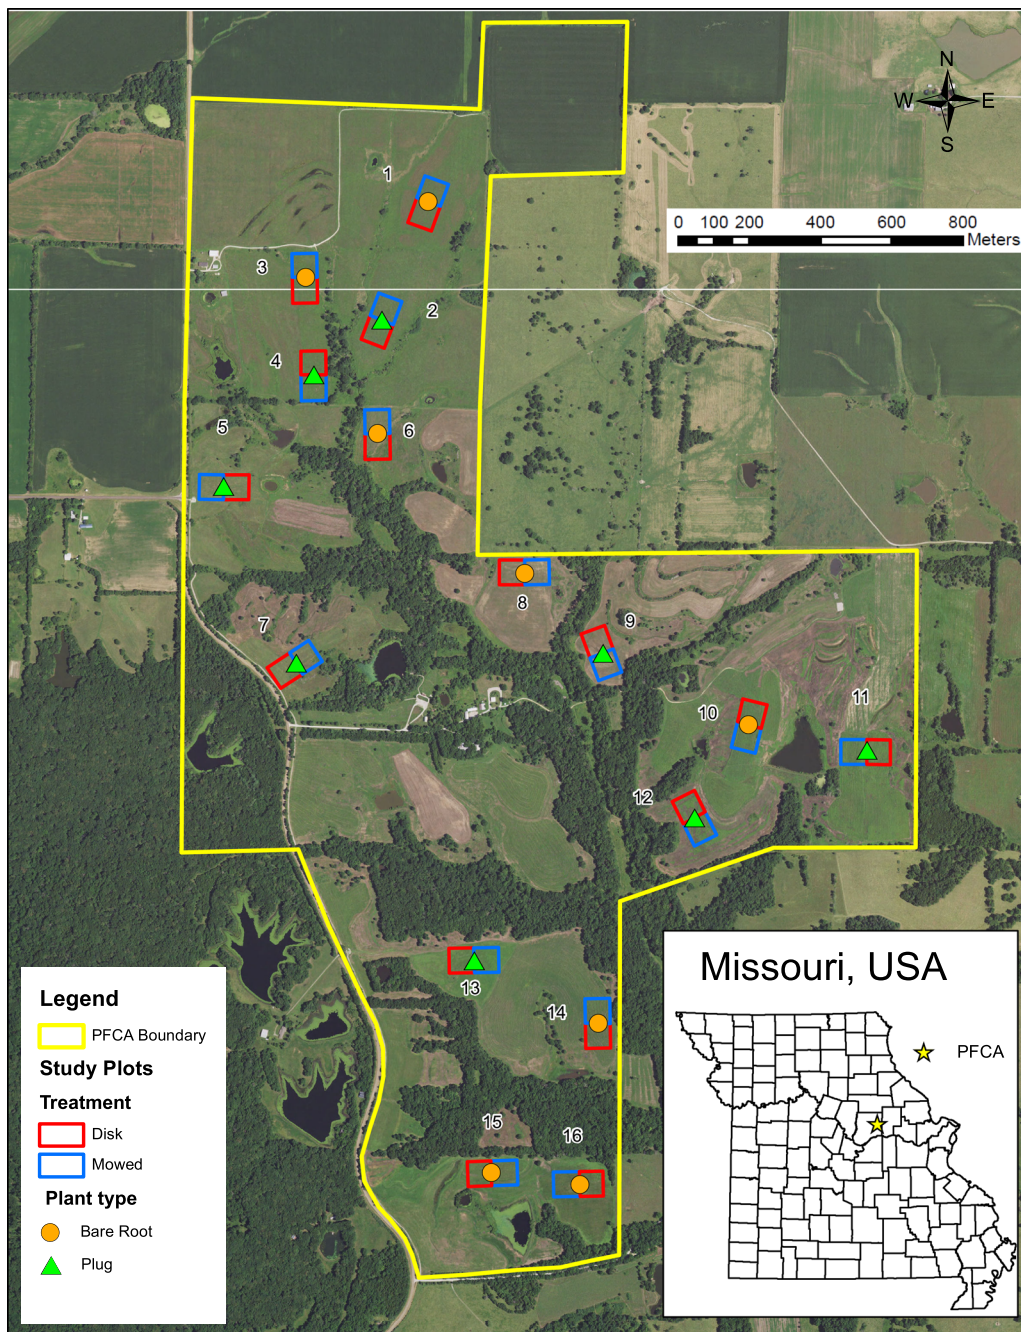 N
W E
S
0 100 200 400 600 800
Meters
1
3
2
4
5
6
8
7
9
10
11
12
13
14
15
16
Legend
PFCA Boundary
Study Plots
Treatment
Disk
Mowed
Plant type
Bare Root
Plug
Missouri, USA
PFCA